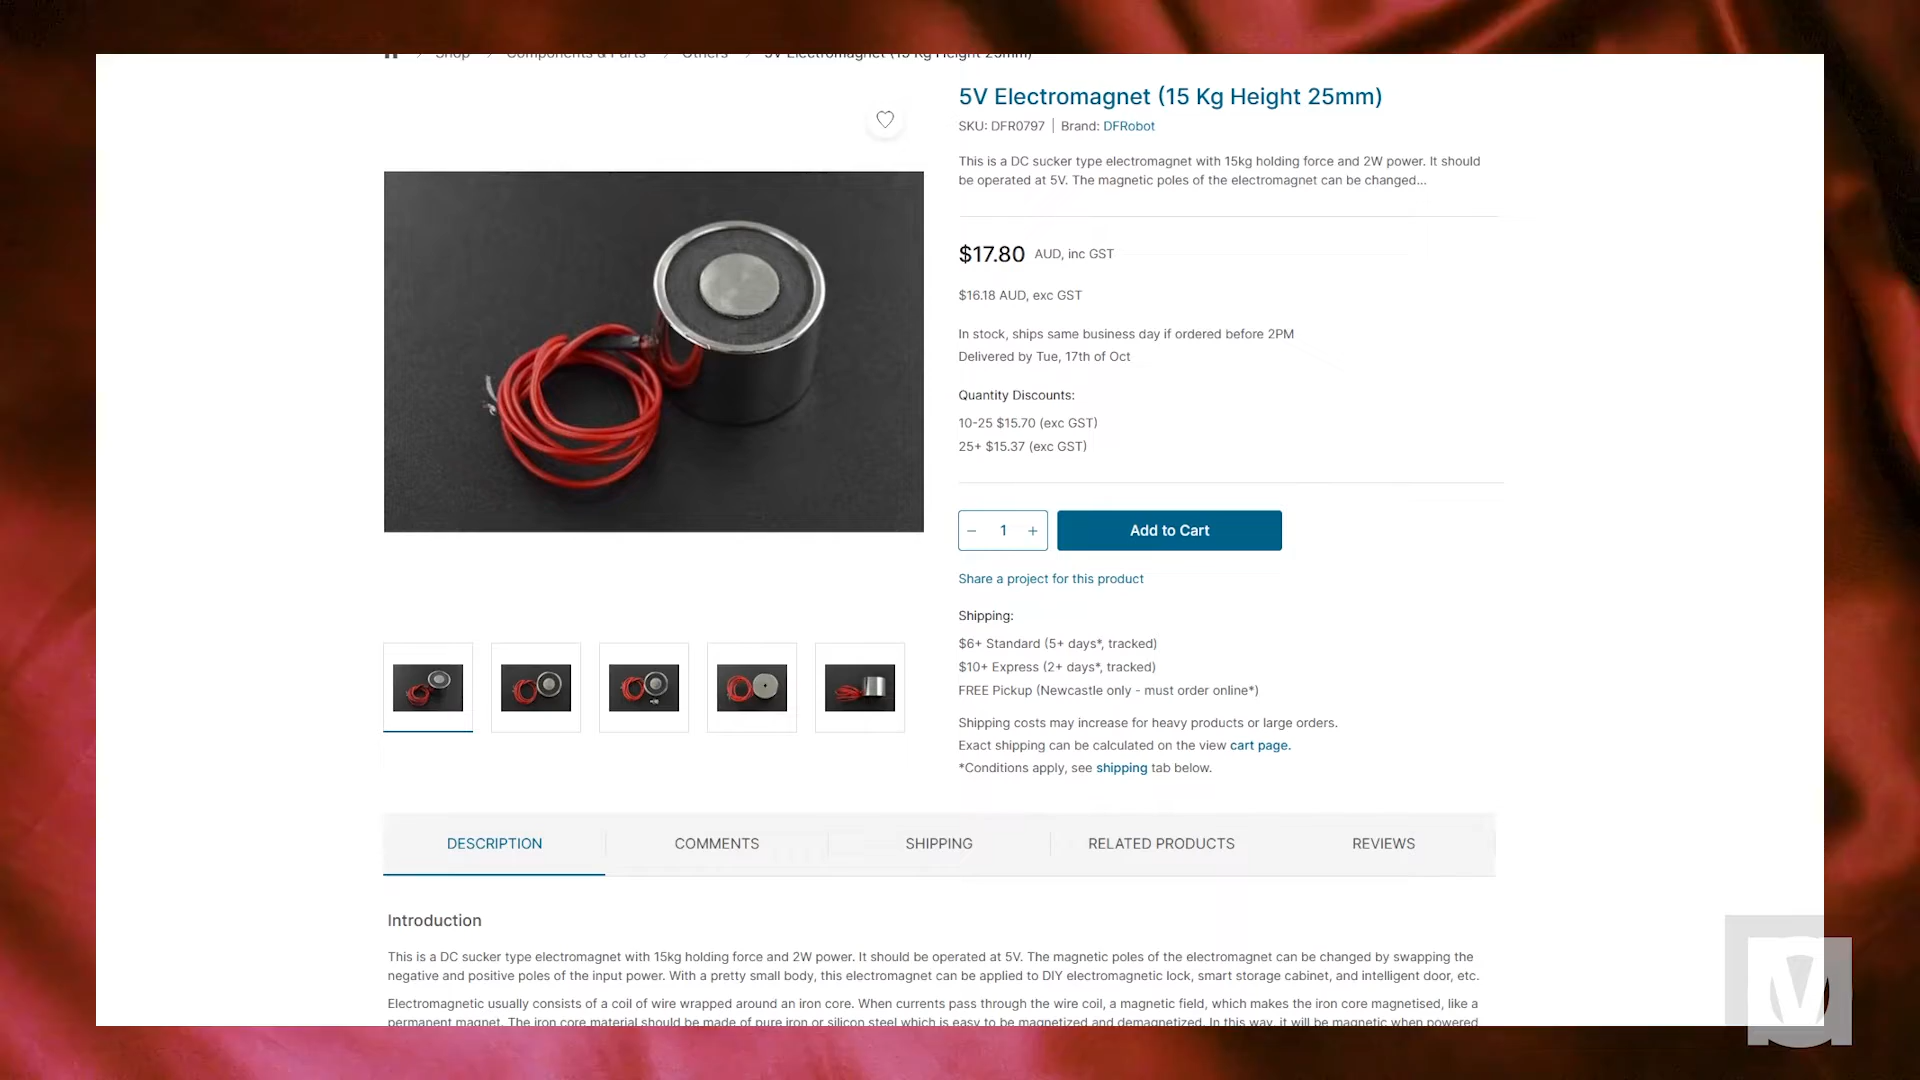 Shop > Components & Parts > Others > 5V Electromagnet (15 Kg Height 25mm)
5V Electromagnet (15 Kg Height 25mm)
SKU: DFR0797 | Brand: DFRobot
This is a DC sucker type electromagnet with 15kg holding force and 2W power. It should
be operated at 5V. The magnetic poles of the electromagnet can be changed...
$17.80 AUD, inc GST
$16.18 AUD, exc GST
In stock, ships same business day if ordered before 2PM
Delivered by Tue, 17th of Oct
Quantity Discounts:
10-25 $15.70 (exc GST)
25+ $15.37 (exc GST)
− 1 + Add to Cart
Share a project for this product
Shipping:
$6+ Standard (5+ days*, tracked)
$10+ Express (2+ days*, tracked)
FREE Pickup (Newcastle only - must order online*)
Shipping costs may increase for heavy products or large orders.
Exact shipping can be calculated on the view cart page.
*Conditions apply, see shipping tab below.
DESCRIPTION COMMENTS SHIPPING RELATED PRODUCTS REVIEWS
Introduction
This is a DC sucker type electromagnet with 15kg holding force and 2W power. It should be operated at 5V. The magnetic poles of the electromagnet can be changed by swapping the
negative and positive poles of the input power. With a pretty small body, this electromagnet can be applied to DIY electromagnetic lock, smart storage cabinet, and intelligent door, etc.
Electromagnetic usually consists of a coil of wire wrapped around an iron core. When currents pass through the wire coil, a magnetic field, which makes the iron core magnetised, like a
permanent magnet. The iron core material should be made of pure iron or silicon steel which is easy to be magnetized and demagnetized. In this way, it will be magnetic when powered